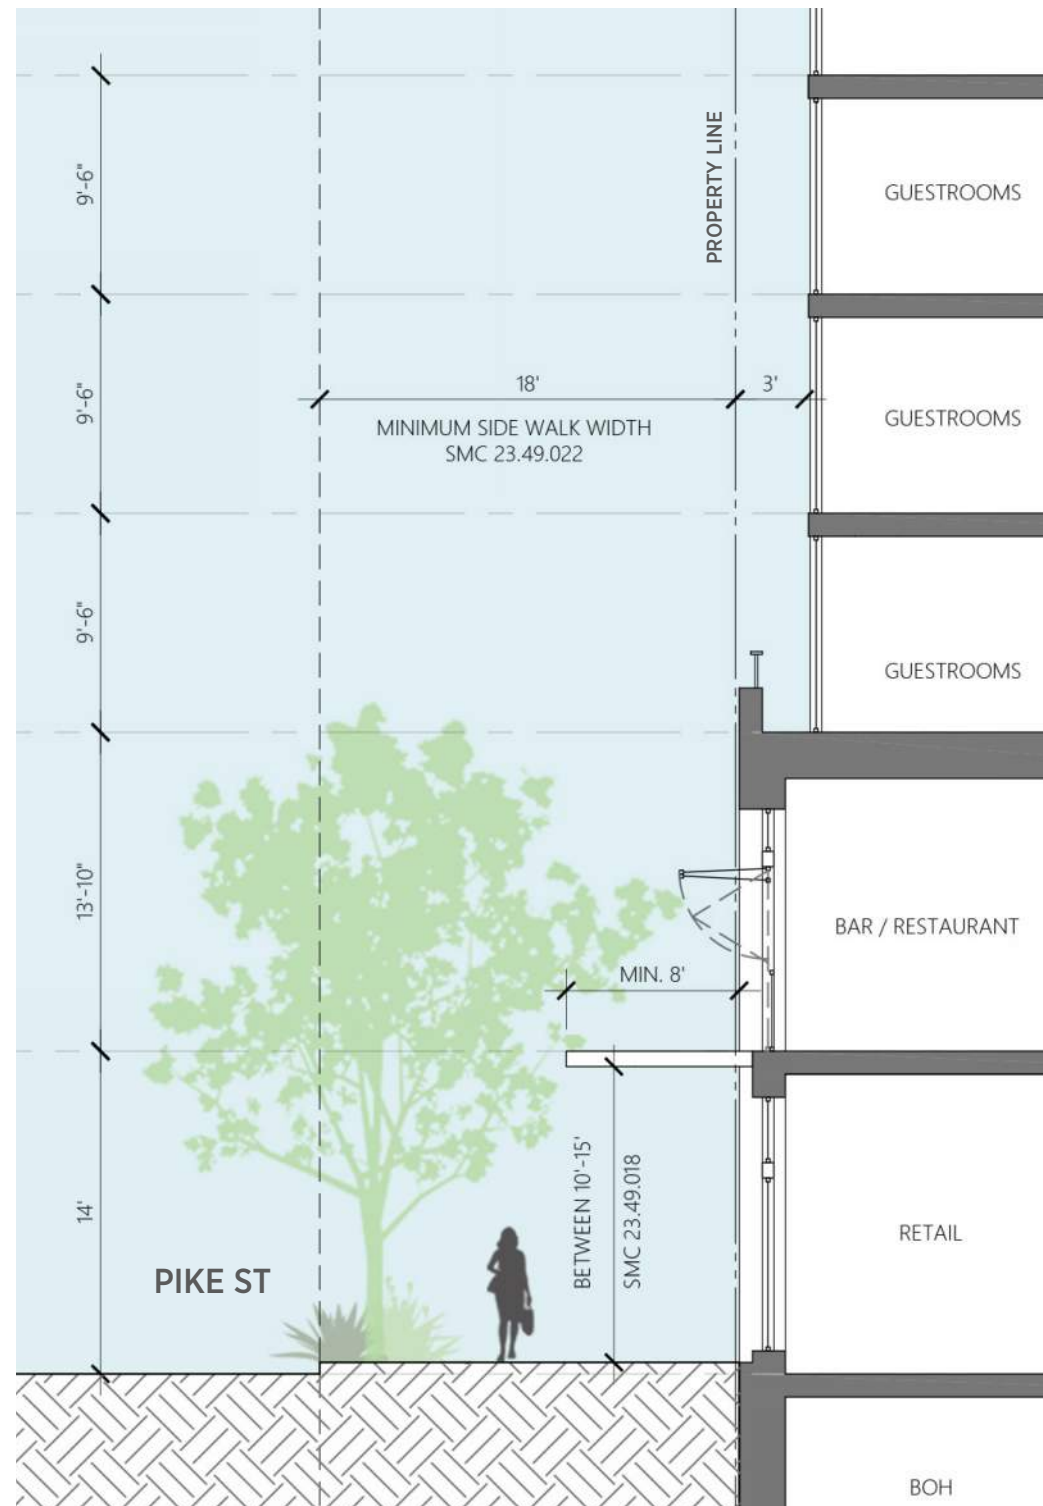 9'-6"
PROPERTY LINE
GUESTROOMS
9'-6"
18'
3'
MINIMUM SIDE WALK WIDTH
SMC 23.49.022
GUESTROOMS
9'-6"
GUESTROOMS
13'-10"
BAR / RESTAURANT
MIN. 8'
14'
BETWEEN 10'-15'
SMC 23.49.018
RETAIL
PIKE ST
BOH